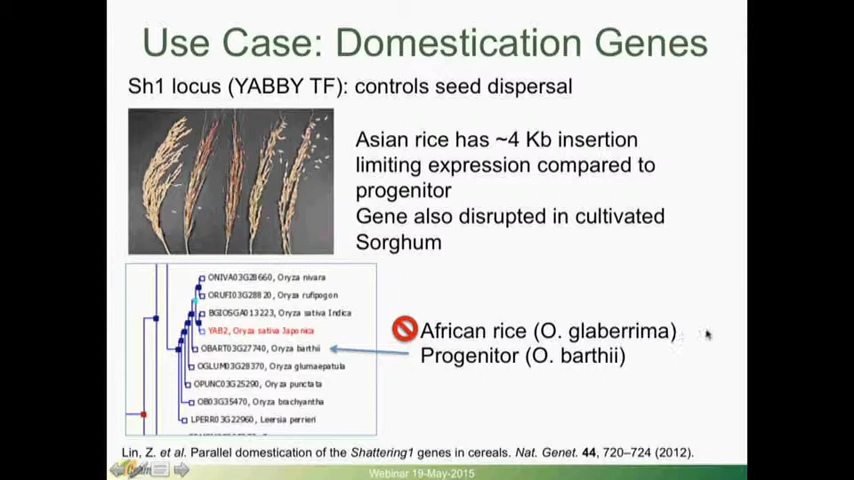 Use Case: Domestication Genes
Sh1 locus (YABBY TF): controls seed dispersal
Asian rice has ~4 Kb insertion
limiting expression compared to
progenitor
Gene also disrupted in cultivated
Sorghum
ONIVA03G28660, Oryza nivara
ORUFI03G28820, Oryza rufipogon
BGIOSGA013223, Oryza sativa Indica
YAB2, Oryza sativa Japonica
OBART03G27740, Oryza barthii
OGLUM03G28370, Oryza glumaepatula
OPUNC03G25290, Oryza punctata
OB03G35470, Oryza brachyantha
LPERR03G22960, Leersia perrieri
African rice (O. glaberrima)
Progenitor (O. barthii)
Lin, Z. et al. Parallel domestication of the Shattering1 genes in cereals. Nat. Genet. 44, 720–724 (2012).
Webinar 19-May-2015